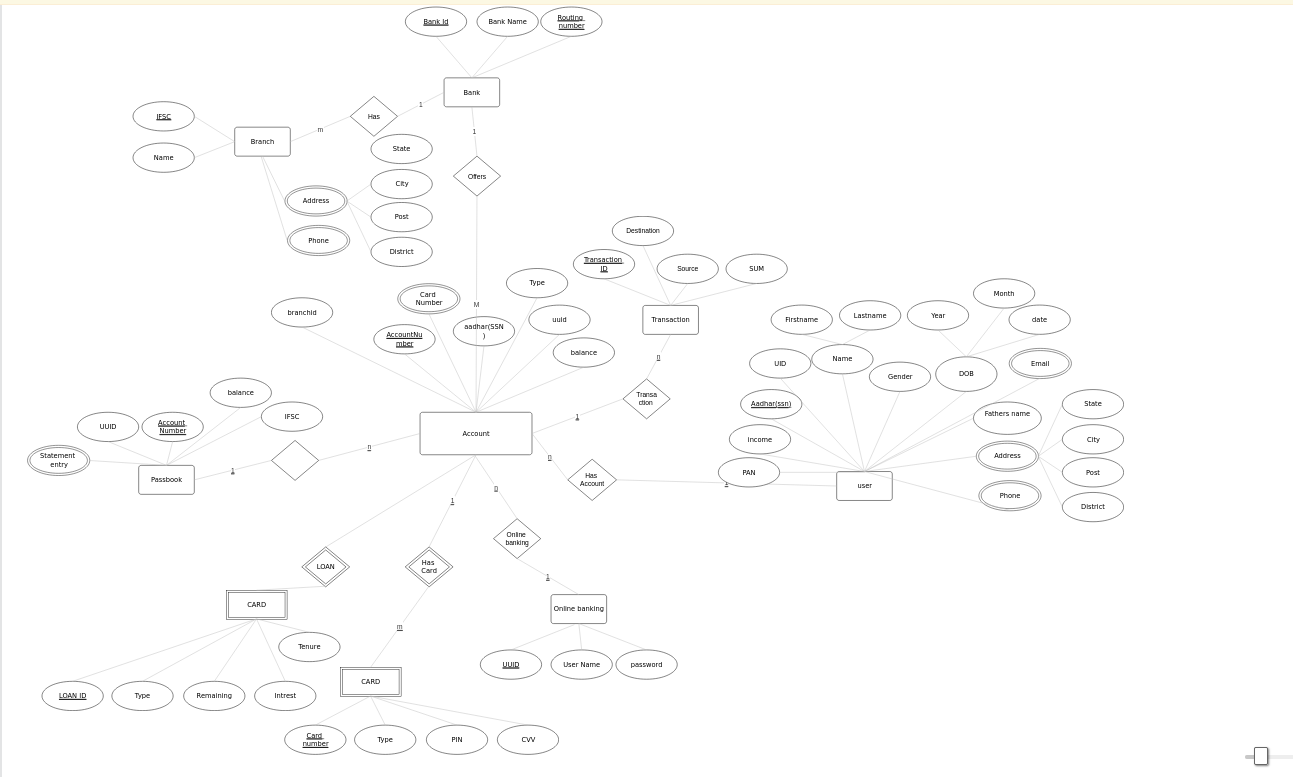 Bank id
Bank Name
Routing
number
Bank
1
Has
m
IFSC
Branch
Name
State
1
Offers
City
Address
Post
Phone
District
Destination
Transaction
ID
Source
SUM
Type
Card
Number
M
branchid
AccountNu
mber
aadhar(SSN
)
uuid
balance
Transaction
Month
Firstname
Lastname
Year
date
UID
Name
Gender
DOB
Email
n
Transa
ction
1
Aadhar(ssn)
Fathers name
State
Income
Address
City
PAN
user
Post
Phone
District
balance
IFSC
UUID
Account
Number
Statement
entry
Passbook
1
n
Account
n
Has
Account
1
1
n
Online
banking
LOAN
Has
Card
1
CARD
Online banking
m
Tenure
UUID
User Name
password
CARD
LOAN ID
Type
Remaining
Intrest
Card
number
Type
PIN
CVV